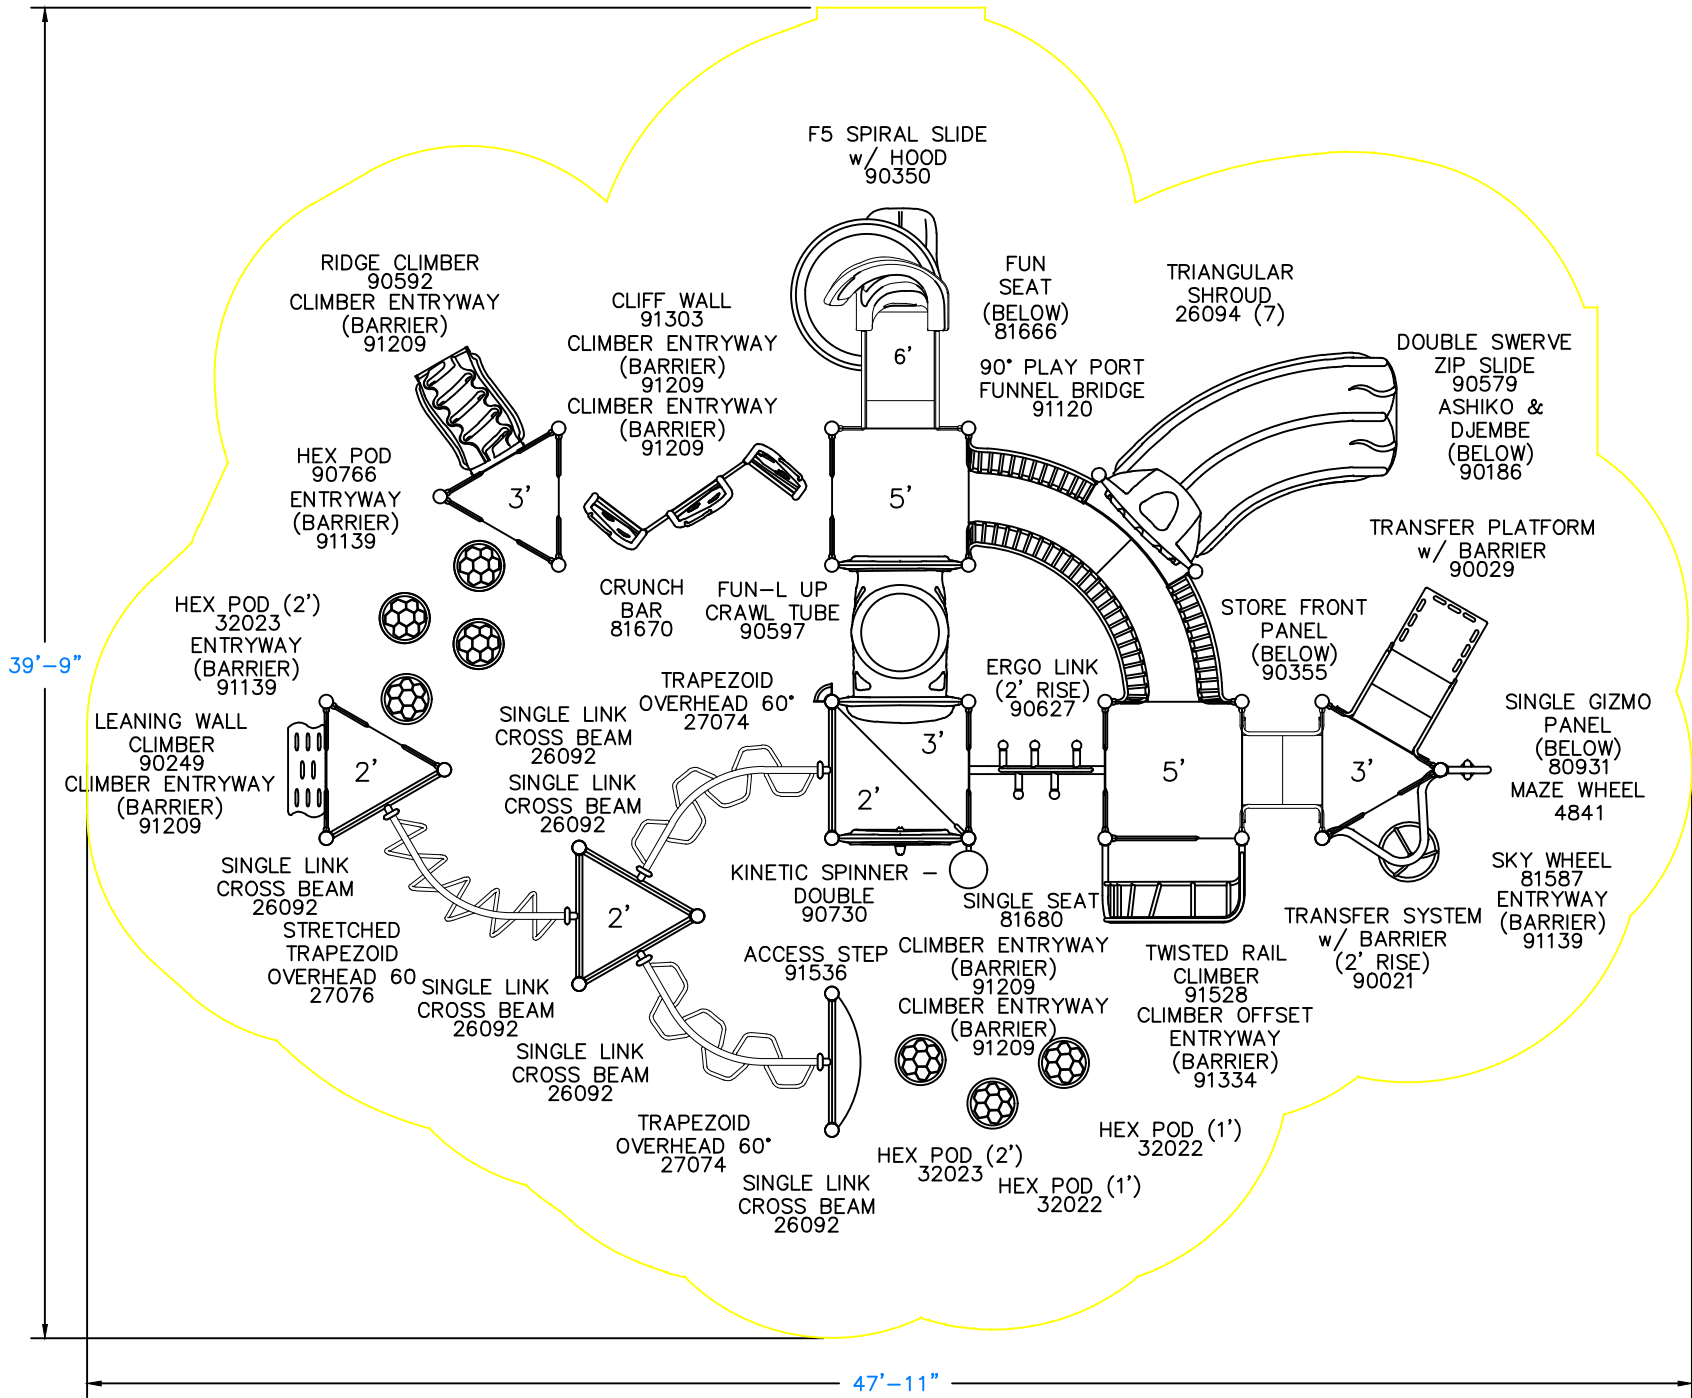 F5 SPIRAL SLIDE
w/ HOOD
90350
RIDGE CLIMBER
90592
CLIMBER ENTRYWAY
(BARRIER)
91209
CLIFF WALL
91303
CLIMBER ENTRYWAY
(BARRIER)
91209
CLIMBER ENTRYWAY
(BARRIER)
91209
FUN
SEAT
(BELOW)
81666
90° PLAY PORT
FUNNEL BRIDGE
91120
TRIANGULAR
SHROUD
26094 (7)
DOUBLE SWERVE
ZIP SLIDE
90579
ASHIKO &
DJEMBE
(BELOW)
90186
6'
HEX POD
90766
ENTRYWAY
(BARRIER)
91139
3'
5'
TRANSFER PLATFORM
w/ BARRIER
90029
HEX POD (2')
32023
ENTRYWAY
(BARRIER)
91139
CRUNCH
BAR
81670
FUN-L UP
CRAWL TUBE
90597
STORE FRONT
PANEL
(BELOW)
90355
39'-9"
LEANING WALL
CLIMBER
90249
CLIMBER ENTRYWAY
(BARRIER)
91209
2'
SINGLE LINK
CROSS BEAM
26092
SINGLE LINK
CROSS BEAM
26092
TRAPEZOID
OVERHEAD 60°
27074
ERGO LINK
(2' RISE)
90627
3'
2'
5'
3'
SINGLE GIZMO
PANEL
(BELOW)
80931
MAZE WHEEL
4841
SINGLE LINK
CROSS BEAM
26092
STRETCHED
TRAPEZOID
OVERHEAD 60
27076
2'
KINETIC SPINNER -
DOUBLE
90730
SINGLE SEAT
81680
CLIMBER ENTRYWAY
(BARRIER)
91209
CLIMBER ENTRYWAY
(BARRIER)
91209
SKY WHEEL
81587
ENTRYWAY
(BARRIER)
91139
TRANSFER SYSTEM
w/ BARRIER
(2' RISE)
90021
ACCESS STEP
91536
TWISTED RAIL
CLIMBER
91528
CLIMBER OFFSET
ENTRYWAY
(BARRIER)
91334
SINGLE LINK
CROSS BEAM
26092
SINGLE LINK
CROSS BEAM
26092
TRAPEZOID
OVERHEAD 60°
27074
SINGLE LINK
CROSS BEAM
26092
HEX POD (2')
32023
HEX POD (1')
32022
HEX POD (1')
32022
47'-11"